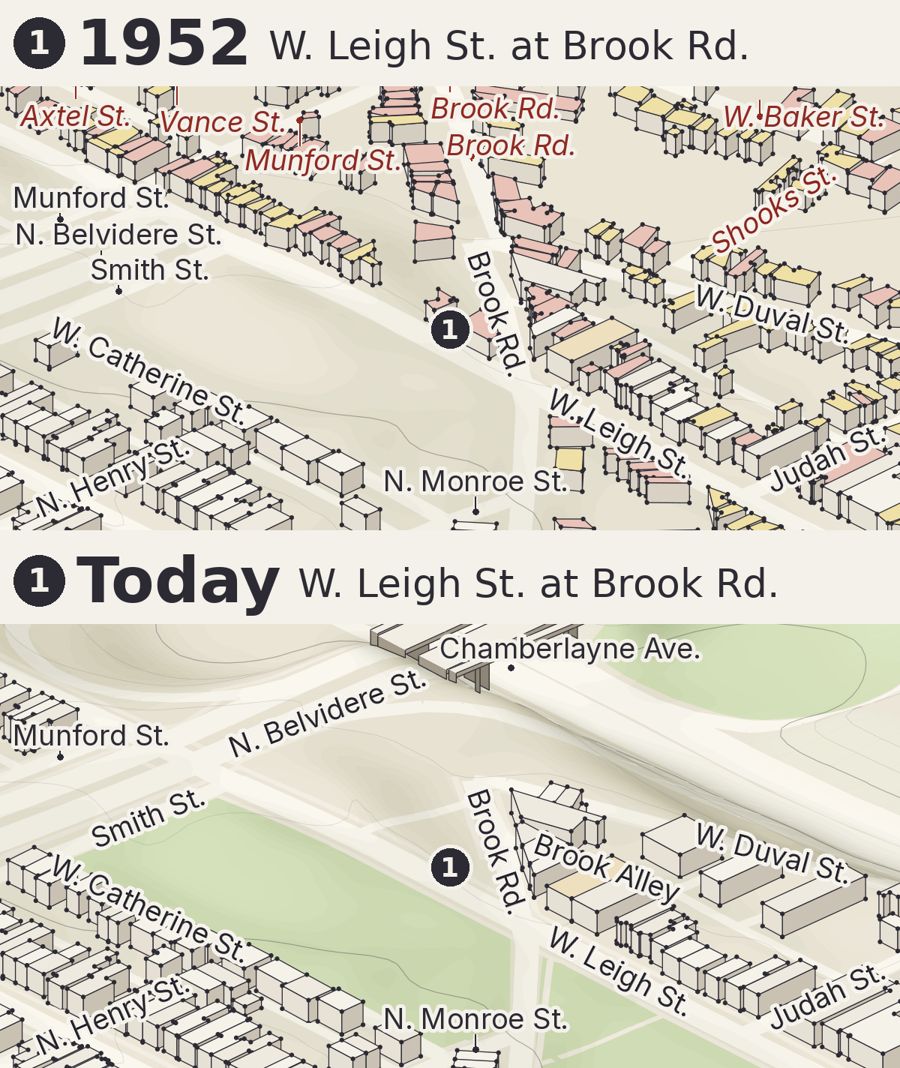 1 1952 W. Leigh St. at Brook Rd.
Axtel St.
Vance St.
Brook Rd.
W. Baker St.
Munford St.
Brook Rd.
Munford St.
Shooks St.
N. Belvidere St.
Smith St.
Brook Rd.
W. Duval St.
1
W. Catherine St.
W. Leigh St.
N. Henry St.
N. Monroe St.
Judah St.
1 Today W. Leigh St. at Brook Rd.
Chamberlayne Ave.
N. Belvidere St.
Munford St.
Smith St.
Brook Rd.
W. Duval St.
1
Brook Alley
W. Catherine St.
W. Leigh St.
N. Henry St.
N. Monroe St.
Judah St.